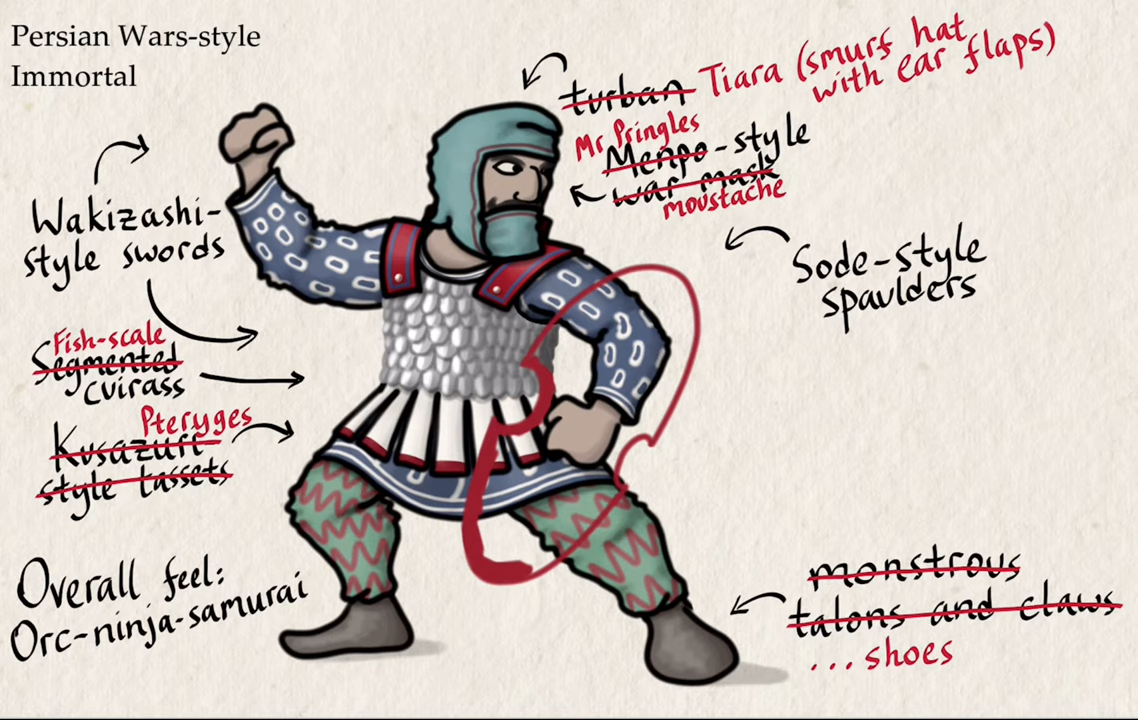 Persian Wars-style
Immortal
turban Tiara (smurf hat
with ear flaps)
Mr. Pringles
Menpo-style
war mask
moustache
Wakizashi-
style swords
Sode-style
spaulders
Fish-scale
Segmented
cuirass
Pteryges
Kusazuri-
style tassets
Overall feel:
Orc-ninja-samurai
monstrous
talons and claws
...shoes